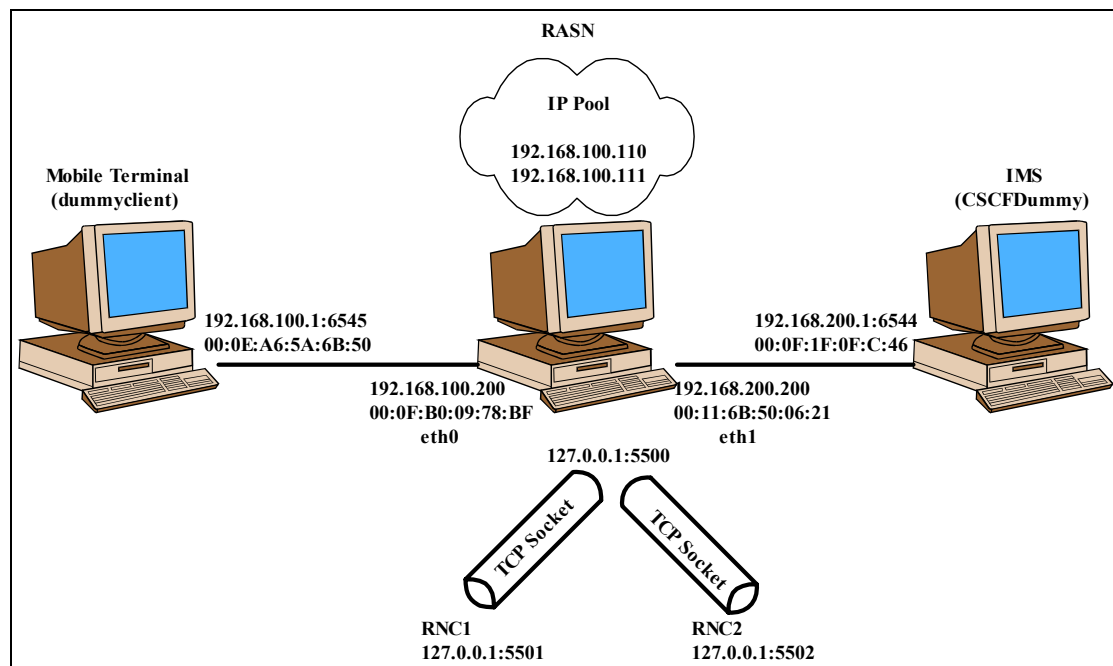 RASN
IP Pool
192.168.100.110
192.168.100.111
Mobile Terminal
(dummyclient)
IMS
(CSCFDummy)
192.168.100.1:6545
00:0E:A6:5A:6B:50
192.168.200.1:6544
00:0F:1F:0F:C:46
192.168.100.200
00:0F:B0:09:78:BF
eth0
192.168.200.200
00:11:6B:50:06:21
eth1
127.0.0.1:5500
TCP Socket
TCP Socket
RNC1
127.0.0.1:5501
RNC2
127.0.0.1:5502